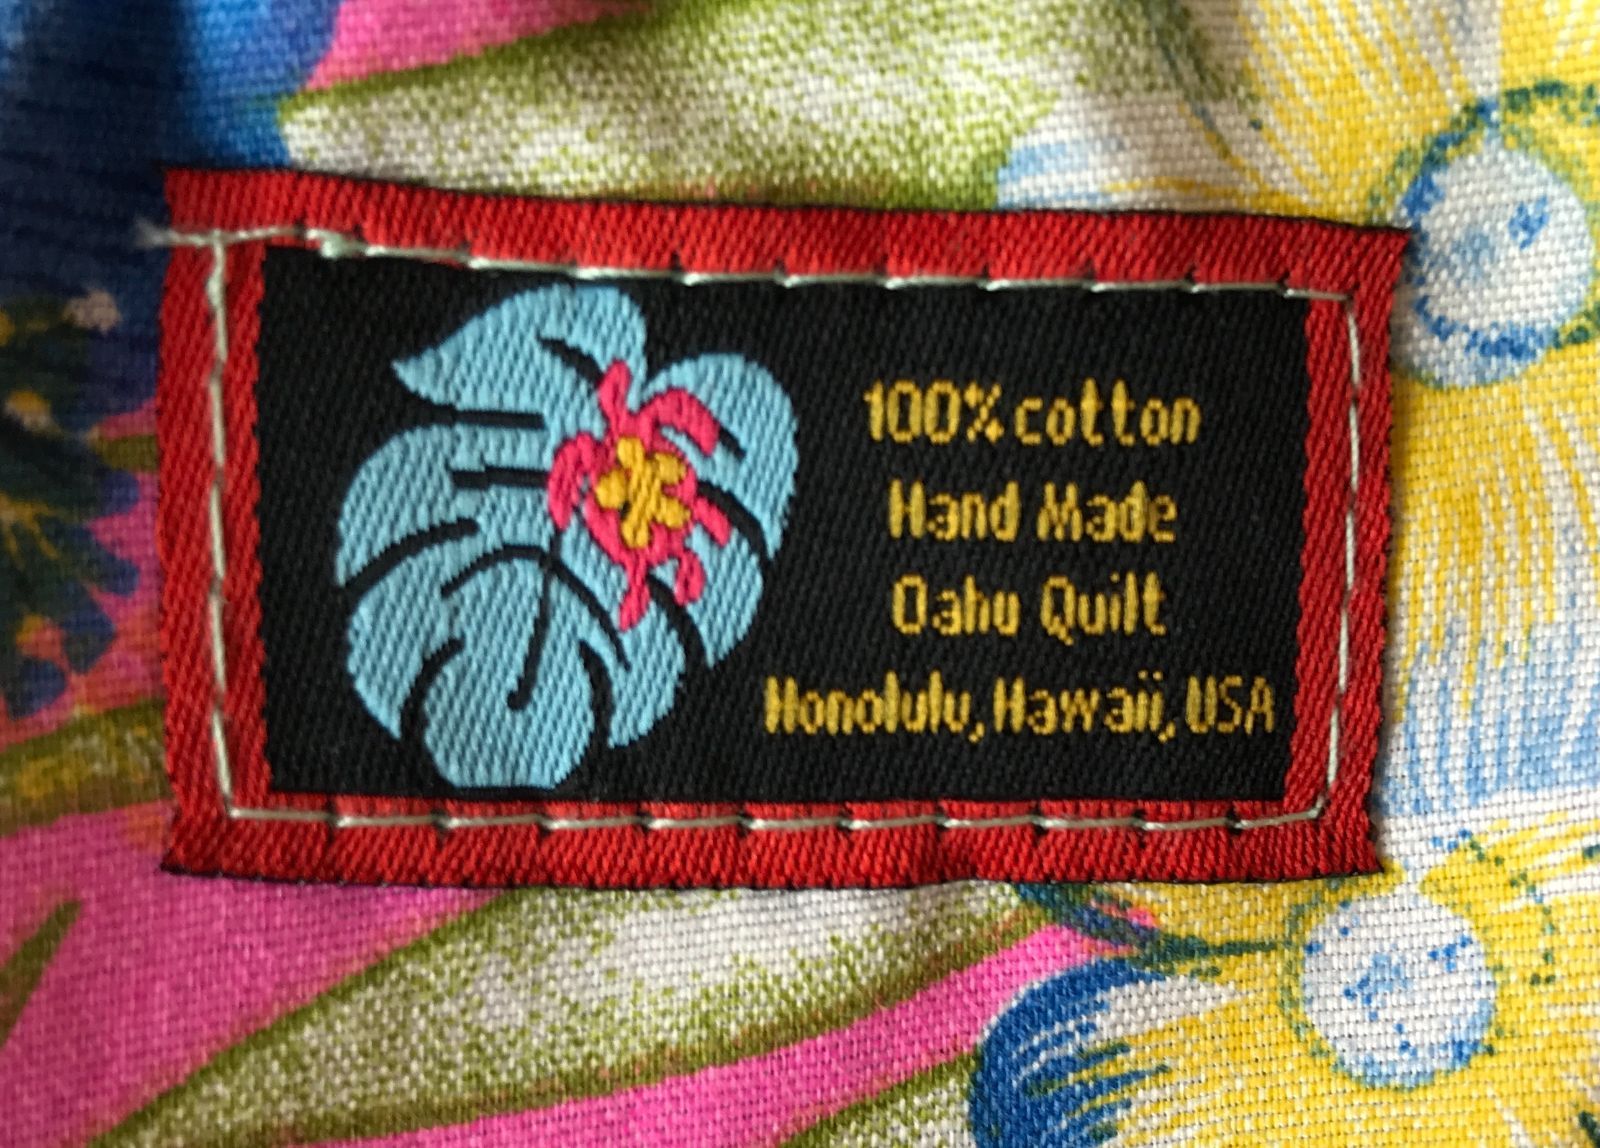 100% cotton
Hand Made
Oahu Quilt
Honolulu, Hawaii, USA